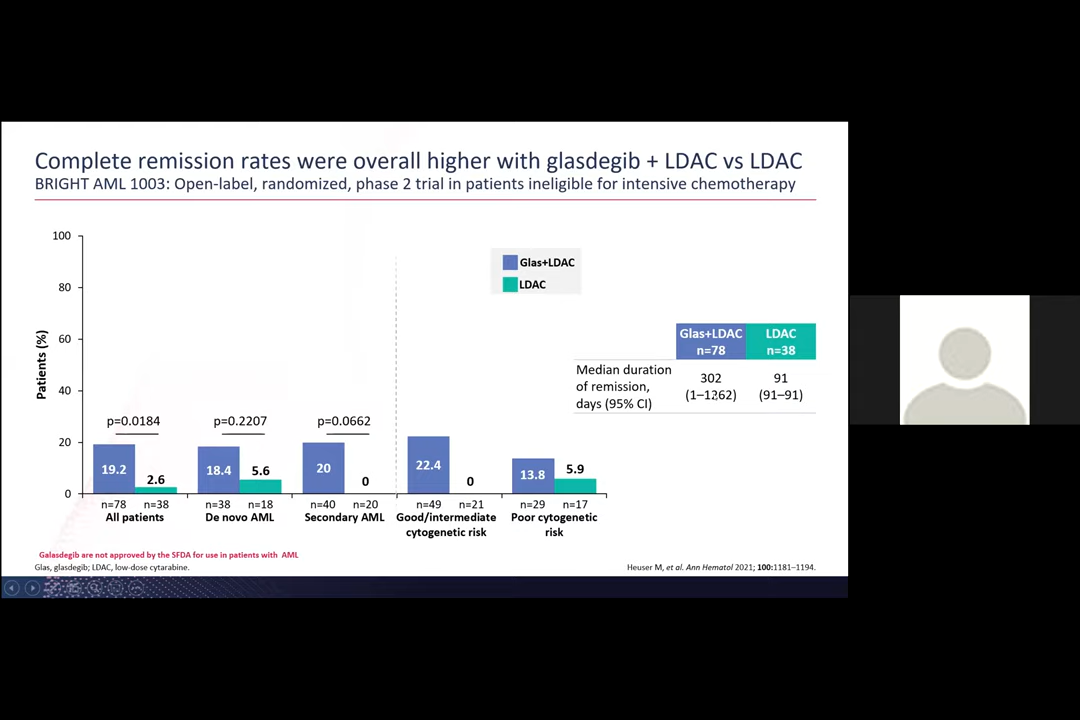 Complete remission rates were overall higher with glasdegib + LDAC vs LDAC
BRIGHT AML 1003: Open-label, randomized, phase 2 trial in patients ineligible for intensive chemotherapy
100
80
60
40
20
0
Patients (%)
Glas+LDAC
LDAC
Glas+LDAC
n=78
LDAC
n=38
Median duration
of remission,
days (95% CI)
302
(1–1262)
91
(91–91)
p=0.0184
p=0.2207
p=0.0662
19.2
2.6
18.4
5.6
20
0
22.4
0
13.8
5.9
n=78 n=38
All patients
n=38 n=18
De novo AML
n=40 n=20
Secondary AML
n=49 n=21
Good/intermediate
cytogenetic risk
n=29 n=17
Poor cytogenetic
risk
Galasdegib are not approved by the SFDA for use in patients with AML
Glas, glasdegib; LDAC, low-dose cytarabine.
Heuser M, et al. Ann Hematol 2021; 100:1181–1194.